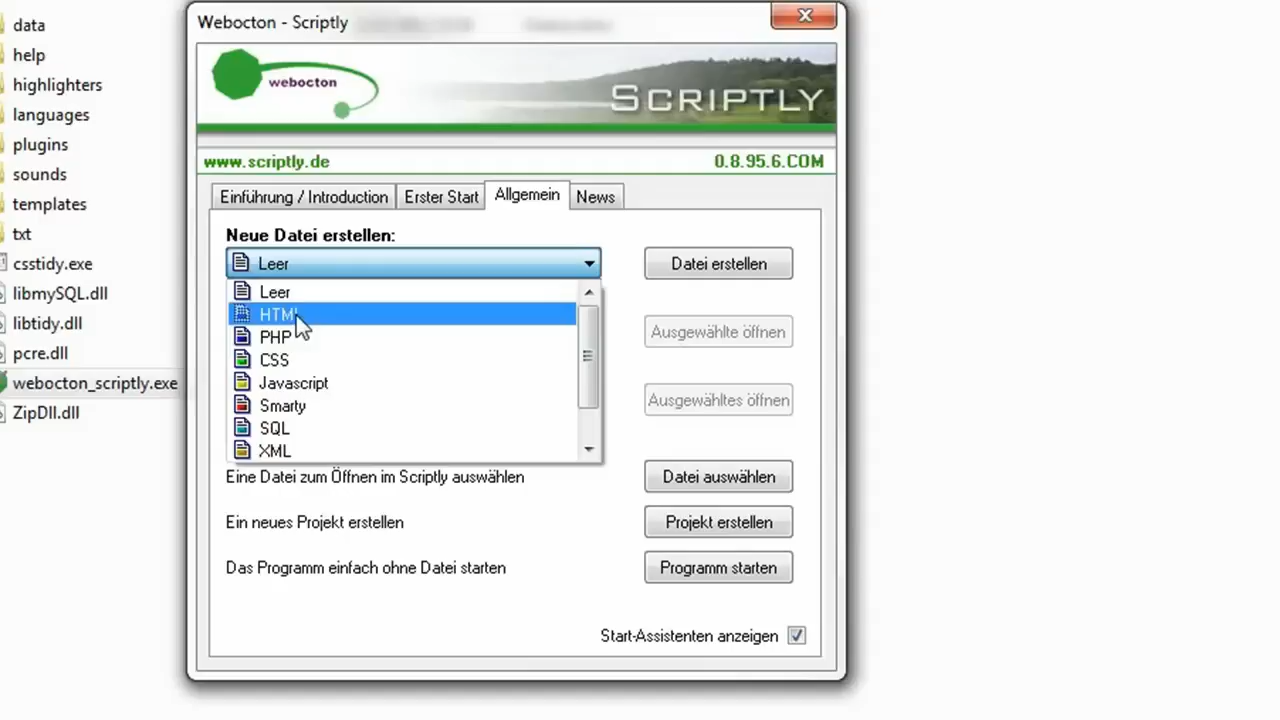 data
help
highlighters
languages
plugins
sounds
templates
txt
csstidy.exe
libmySQL.dll
libtidy.dll
pcre.dll
webocton_scriptly.exe
ZipDll.dll
Webocton - Scriptly
webocton
SCRIPTLY
www.scriptly.de 0.8.95.6.COM
Einführung / Introduction Erster Start Allgemein News
Neue Datei erstellen:
Leer Datei erstellen
Leer
HTML
PHP
CSS
Javascript
Smarty
SQL
XML
Ausgewählte öffnen
Ausgewähltes öffnen
Eine Datei zum Öffnen im Scriptly auswählen Datei auswählen
Ein neues Projekt erstellen Projekt erstellen
Das Programm einfach ohne Datei starten Programm starten
Start-Assistenten anzeigen